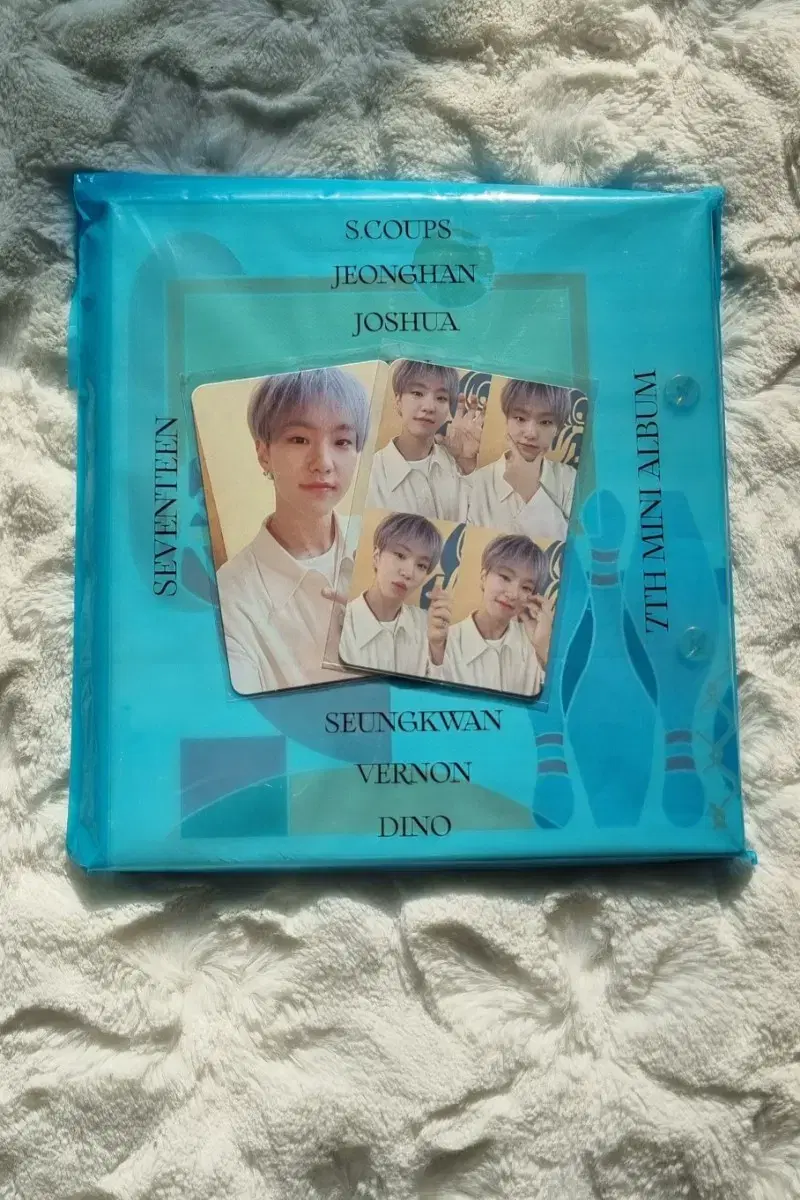 S.COUPS
JEONGHAN
JOSHUA
SEVENTEEN
7TH MINI ALBUM
SEUNGKWAN
VERNON
DINO